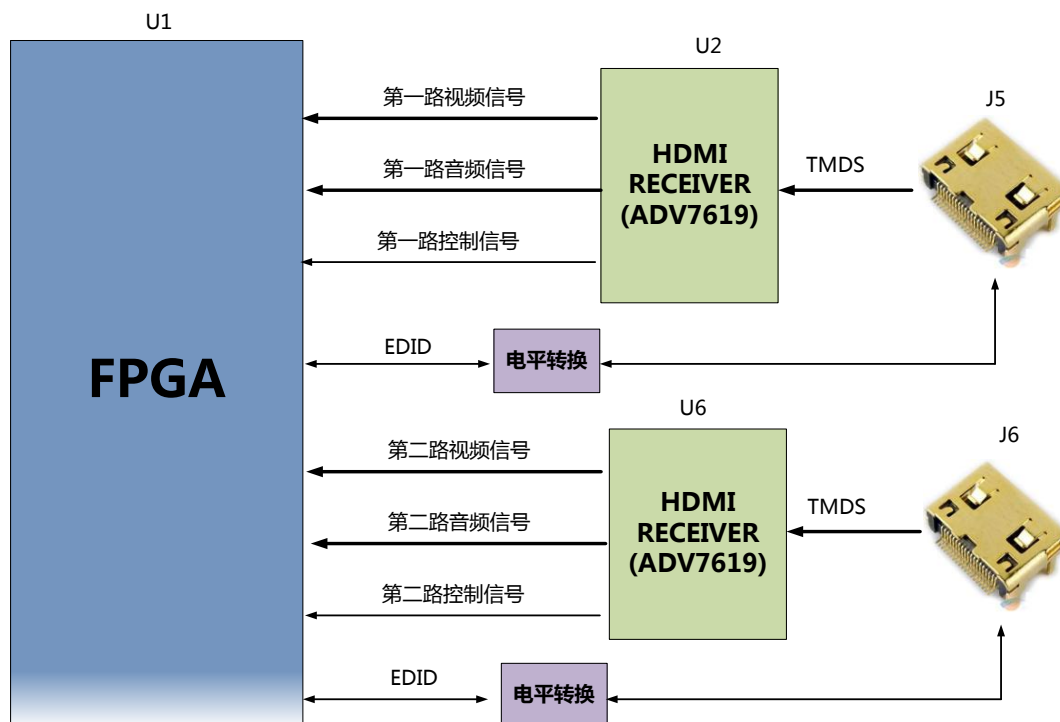 U1
U2
J5
第一路视频信号
第一路音频信号
第一路控制信号
HDMI
RECEIVER
(ADV7619)
TMDS
EDID
电平转换
FPGA
U6
J6
第二路视频信号
第二路音频信号
第二路控制信号
HDMI
RECEIVER
(ADV7619)
TMDS
EDID
电平转换